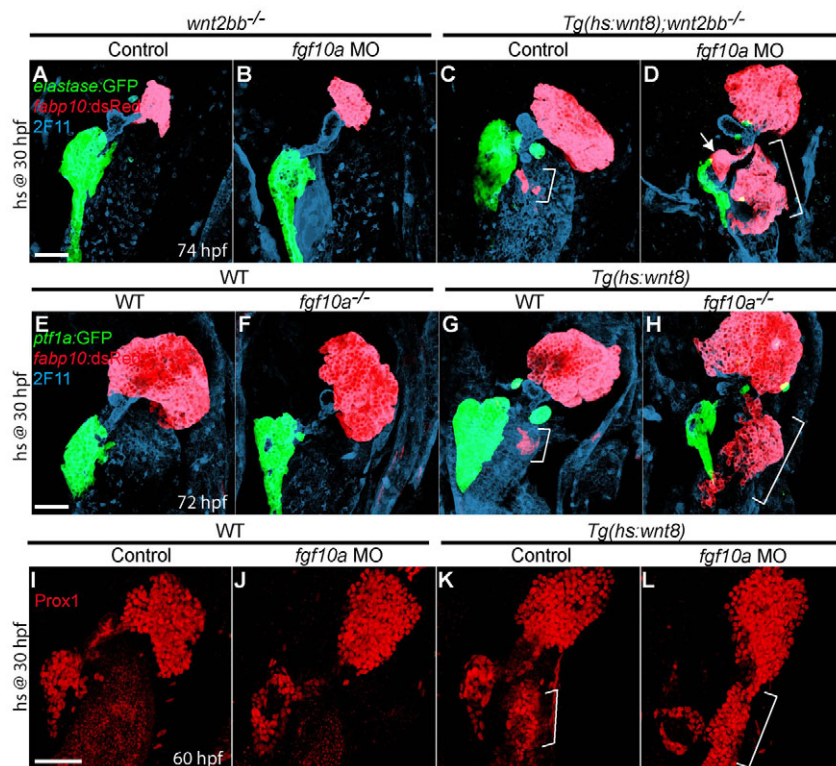 wnt2bb-/- Tg(hs:wnt8);wnt2bb-/-
Control fgf10a MO Control fgf10a MO
A B C D
elastase:GFP
fabp10:dsRed
2F11
hs @ 30 hpf
74 hpf
WT Tg(hs:wnt8)
WT fgf10a-/- WT fgf10a-/-
E F G H
ptf1a:GFP
fabp10:dsRed
2F11
hs @ 30 hpf
72 hpf
WT Tg(hs:wnt8)
Control fgf10a MO Control fgf10a MO
I J K L
Prox1
hs @ 30 hpf
60 hpf